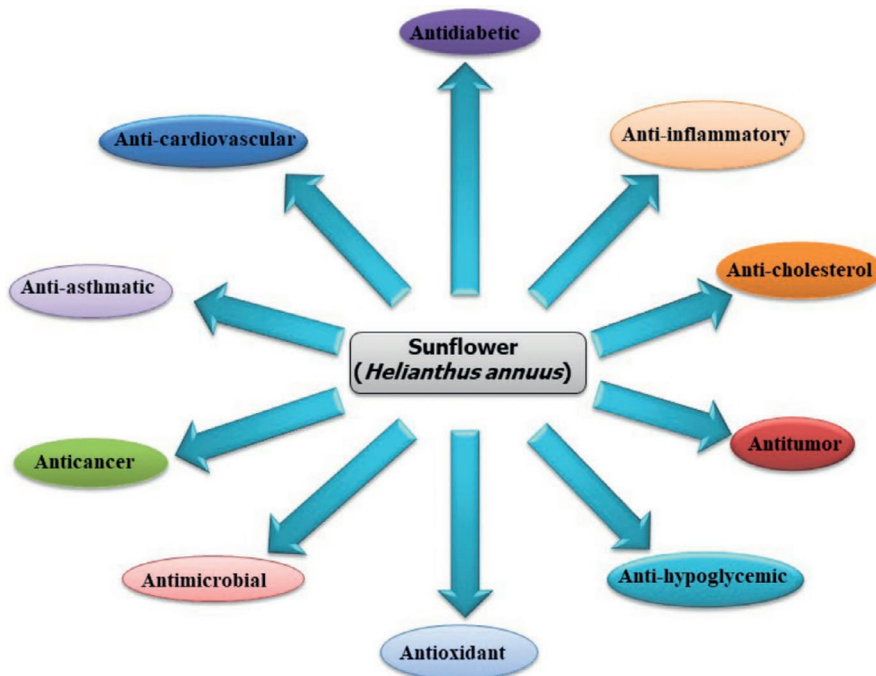 Antidiabetic
Anti-cardiovascular
Anti-inflammatory
Anti-asthmatic
Anti-cholesterol
Sunflower
(Helianthus annuus)
Anticancer
Antitumor
Antimicrobial
Anti-hypoglycemic
Antioxidant